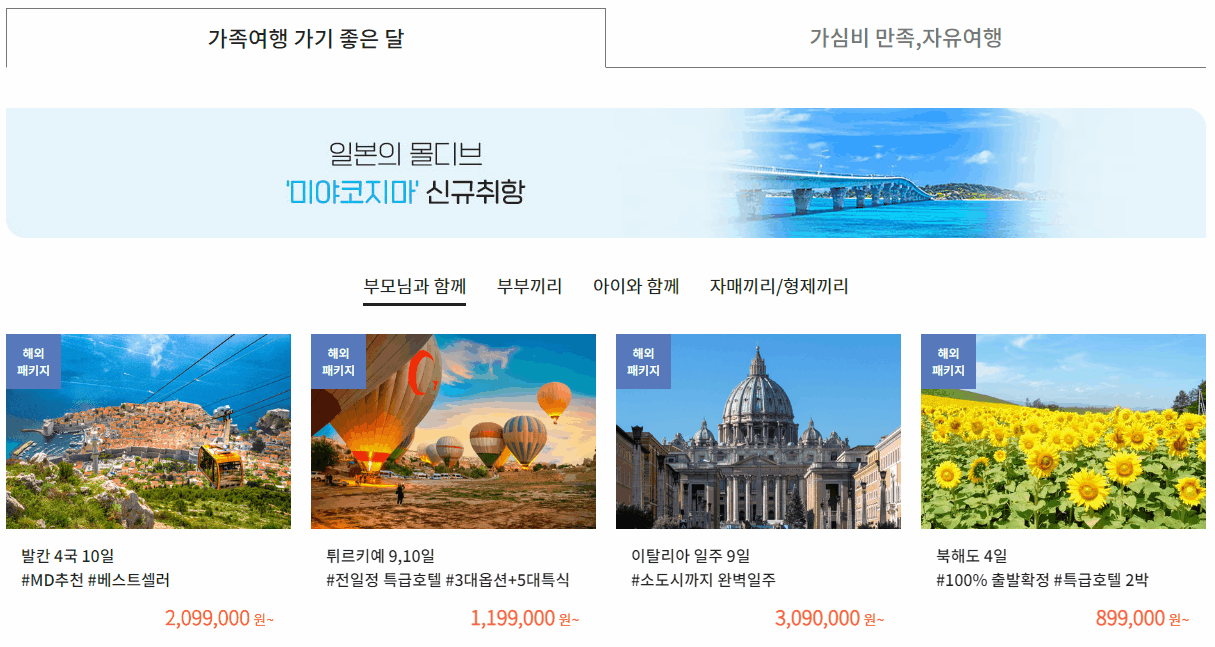 가족여행 가기 좋은 달
가심비 만족,자유여행
일본의 몰디브
'미야코지마' 신규취항
부모님과 함께
부부끼리
아이와 함께
자매끼리/형제끼리
해외
패키지
발칸 4국 10일
#MD추천 #베스트셀러
2,099,000 원~
해외
패키지
튀르키예 9,10일
#전일정 특급호텔 #3대옵션+5대특식
1,199,000 원~
해외
패키지
이탈리아 일주 9일
#소도시까지 완벽일주
3,090,000 원~
해외
패키지
북해도 4일
#100% 출발확정 #특급호텔 2박
899,000 원~